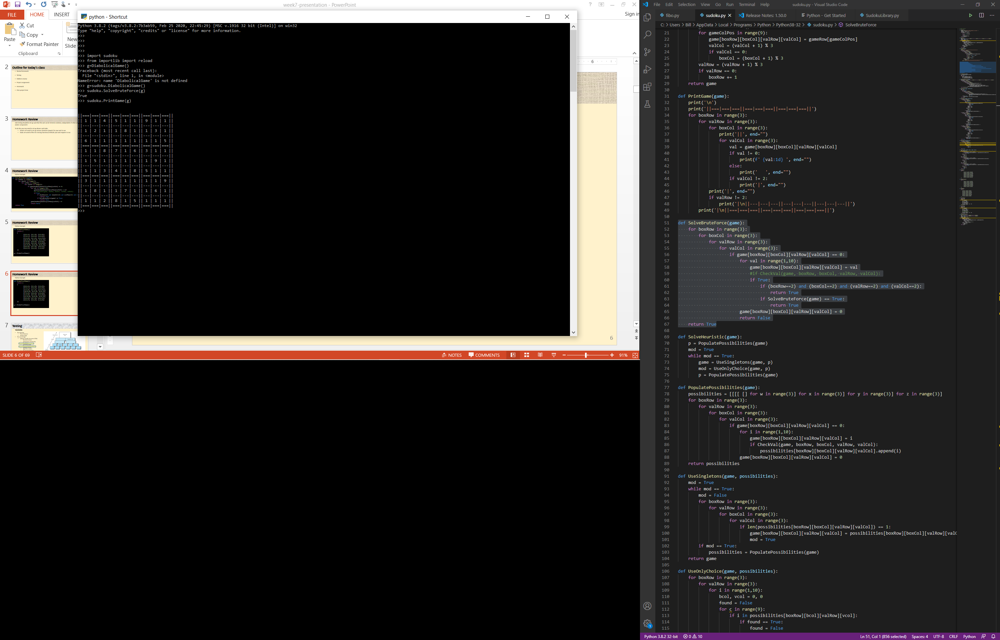 week7-presentation - PowerPoint
FILE
HOME
INSERT
Sign in
Paste
Cut
Copy
Format Painter
Clipboard
New
Slide
2
Outline for today's class
3
Homework Review
4
Homework Review
5
Homework Review
6
Homework Review
7
Testing
6
6
SLIDE 6 OF 69
NOTES
COMMENTS
91%
python - Shortcut
Python 3.8.2 (tags/v3.8.2:7b3ab59, Feb 25 2020, 22:45:29) [MSC v.1916 32 bit (Intel)] on win32
Type "help", "copyright", "credits" or "license" for more information.
>>>
>>>
>>>
>>>
>>> import sudoku
>>> from importlib import reload
>>> g=DiabolicalGame()
Traceback (most recent call last):
  File "<stdin>", line 1, in <module>
NameError: name 'DiabolicalGame' is not defined
>>> g=sudoku.DiabolicalGame()
>>> sudoku.SolveBruteForce(g)
True
>>> sudoku.PrintGame(g)
||===|===|===||===|===|===||===|===|===||
|| 1 | 1 | 4 || 5 | 1 | 1 || 9 | 1 | 1 ||
||---|---|---||---|---|---||---|---|---||
|| 1 | 2 | 1 || 1 | 8 | 1 || 1 | 3 | 1 ||
||---|---|---||---|---|---||---|---|---||
|| 6 | 1 | 1 || 1 | 1 | 1 || 1 | 1 | 5 ||
||===|===|===||===|===|===||===|===|===||
|| 1 | 1 | 8 || 7 | 1 | 6 || 3 | 1 | 1 ||
||---|---|---||---|---|---||---|---|---||
|| 1 | 5 | 1 || 1 | 1 | 1 || 1 | 9 | 1 ||
||---|---|---||---|---|---||---|---|---||
|| 1 | 1 | 3 || 4 | 1 | 8 || 5 | 1 | 1 ||
||===|===|===||===|===|===||===|===|===||
|| 3 | 1 | 1 || 1 | 1 | 1 || 1 | 1 | 9 ||
||---|---|---||---|---|---||---|---|---||
|| 1 | 8 | 1 || 1 | 7 | 1 || 1 | 6 | 1 ||
||---|---|---||---|---|---||---|---|---||
|| 1 | 1 | 2 || 8 | 1 | 5 || 1 | 1 | 1 ||
||===|===|===||===|===|===||===|===|===||
>>>
File Edit Selection View Go Run Terminal Help
sudoku.py - Visual Studio Code
fibo.py
sudoku.py
Release Notes: 1.50.0
Python - Get Started
SudokuLibrary.py
C: > Users > Bill > AppData > Local > Programs > Python > Python38-32 > sudoku.py > SolveBruteForce
21 for gameColPos in range(9):
22 game[boxRow][boxCol][valRow][valCol] = gameRow[gameColPos]
23 valCol = (valCol + 1) % 3
24 if valCol == 0:
25 boxCol = (boxCol + 1) % 3
26 valRow = (valRow + 1) % 3
27 if valRow == 0:
28 boxRow += 1
29 return game
30
31 def PrintGame(game):
32 print('\n')
33 print('||===|===|===||===|===|===||===|===|===||')
34 for boxRow in range(3):
35 for valRow in range(3):
36 for boxCol in range(3):
37 print('||', end="")
38 for valCol in range(3):
39 val = game[boxRow][boxCol][valRow][valCol]
40 if val != 0:
41 print(f' {val:1d} ', end="")
42 else:
43 print('   ', end="")
44 if valCol != 2:
45 print('|', end="")
46 print('|', end="")
47 if valRow != 2:
48 print('|\n||---|---|---||---|---|---||---|---|---||')
49 print('|\n||===|===|===||===|===|===||===|===|===||')
50
51 def SolveBruteForce(game):
52 for boxRow in range(3):
53 for boxCol in range(3):
54 for valRow in range(3):
55 for valCol in range(3):
56 if game[boxRow][boxCol][valRow][valCol] == 0:
57 for val in range(1,10):
58 game[boxRow][boxCol][valRow][valCol] = val
59 #if CheckVal(game, boxRow, boxCol, valRow, valCol):
60 if True:
61 if (boxRow==2) and (boxCol==2) and (valRow==2) and (valCol==2):
62 return True
63 if SolveBruteForce(game) == True:
64 return True
65 game[boxRow][boxCol][valRow][valCol] = 0
66 return False
67 return True
68
69 def SolveHeuristic(game):
70 p = PopulatePossibilities(game)
71 mod = True
72 while mod == True:
73 game = UseSingletons(game, p)
74 mod = UseOnlyChoice(game, p)
75 p = PopulatePossibilities(game)
76
77 def PopulatePossibilities(game):
78 possibilities = [[[[ [] for w in range(3)] for x in range(3)] for y in range(3)] for z in range(3)]
79 for boxRow in range(3):
80 for valRow in range(3):
81 for boxCol in range(3):
82 for valCol in range(3):
83 if game[boxRow][boxCol][valRow][valCol] == 0:
84 for i in range(1,10):
85 game[boxRow][boxCol][valRow][valCol] = i
86 if CheckVal(game, boxRow, boxCol, valRow, valCol):
87 possibilities[boxRow][boxCol][valRow][valCol].append(i)
88 game[boxRow][boxCol][valRow][valCol] = 0
89 return possibilities
90
91 def UseSingletons(game, possibilities):
92 mod = True
93 while mod == True:
94 mod = False
95 for boxRow in range(3):
96 for valRow in range(3):
97 for boxCol in range(3):
98 for valCol in range(3):
99 if len(possibilities[boxRow][boxCol][valRow][valCol]) == 1:
100 game[boxRow][boxCol][valRow][valCol] = possibilities[boxRow][boxCol][valRow][valC
101 mod = True
102 if mod == True:
103 possibilities = PopulatePossibilities(game)
104 return game
105
106 def UseOnlyChoice(game, possibilities):
107 for boxRow in range(3):
108 for valRow in range(3):
109 for i in range(1,10):
110 bcol, vcol = 0, 0
111 found = False
112 for c in range(9):
113 if i in possibilities[boxRow][bcol][valRow][vcol]:
114 if found == True:
115 found = False
Python 3.8.2 32-bit
0
10
Ln 51, Col 1 (856 selected)
Spaces: 4
UTF-8
CRLF
Python